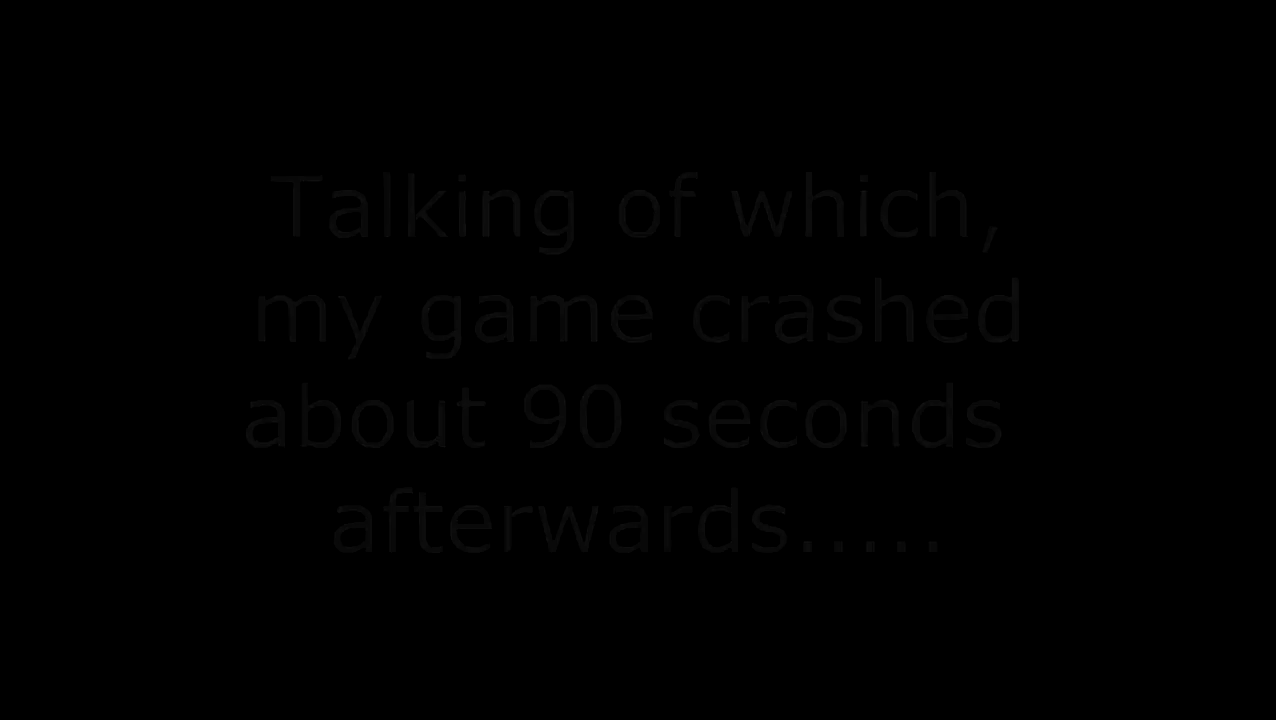 Talking of which,
my game crashed
about 90 seconds
afterwards.....